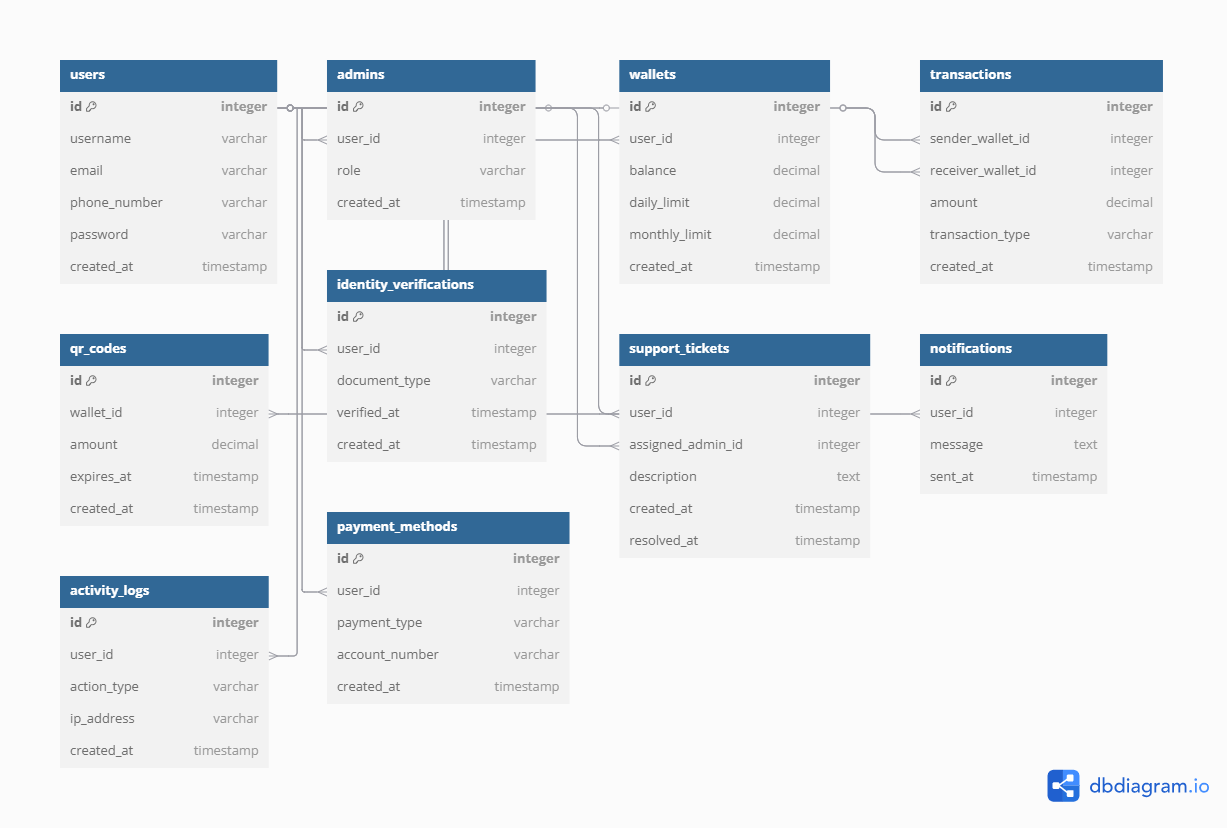 users
id integer
username varchar
email varchar
phone_number varchar
password varchar
created_at timestamp
admins
id integer
user_id integer
role varchar
created_at timestamp
wallets
id integer
user_id integer
balance decimal
daily_limit decimal
monthly_limit decimal
created_at timestamp
transactions
id integer
sender_wallet_id integer
receiver_wallet_id integer
amount decimal
transaction_type varchar
created_at timestamp
identity_verifications
id integer
user_id integer
document_type varchar
verified_at timestamp
created_at timestamp
qr_codes
id integer
wallet_id integer
amount decimal
expires_at timestamp
created_at timestamp
support_tickets
id integer
user_id integer
assigned_admin_id integer
description text
created_at timestamp
resolved_at timestamp
notifications
id integer
user_id integer
message text
sent_at timestamp
payment_methods
id integer
user_id integer
payment_type varchar
account_number varchar
created_at timestamp
activity_logs
id integer
user_id integer
action_type varchar
ip_address varchar
created_at timestamp
dbdiagram.io